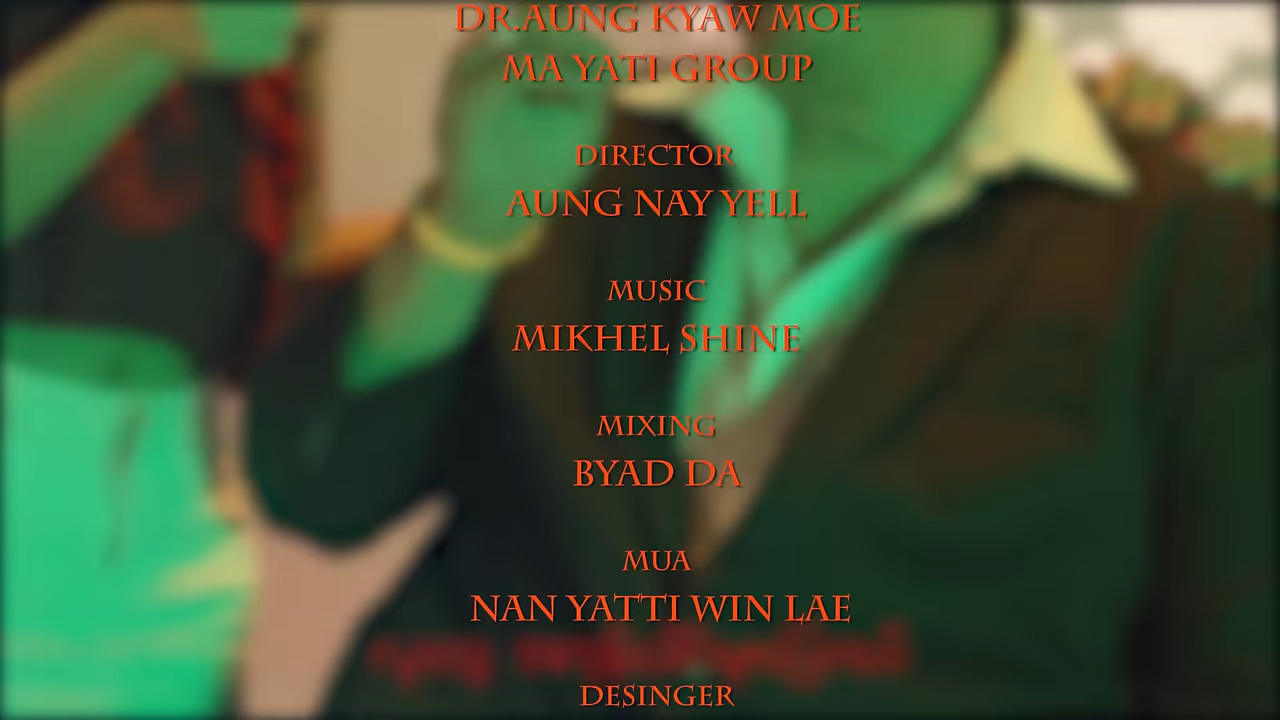 DR.AUNG KYAW MOE
MA YATI GROUP
DIRECTOR
AUNG NAY YELL
MUSIC
MIKHEL SHINE
MIXING
BYAD DA
MUA
NAN YATTI WIN LAE
DESINGER